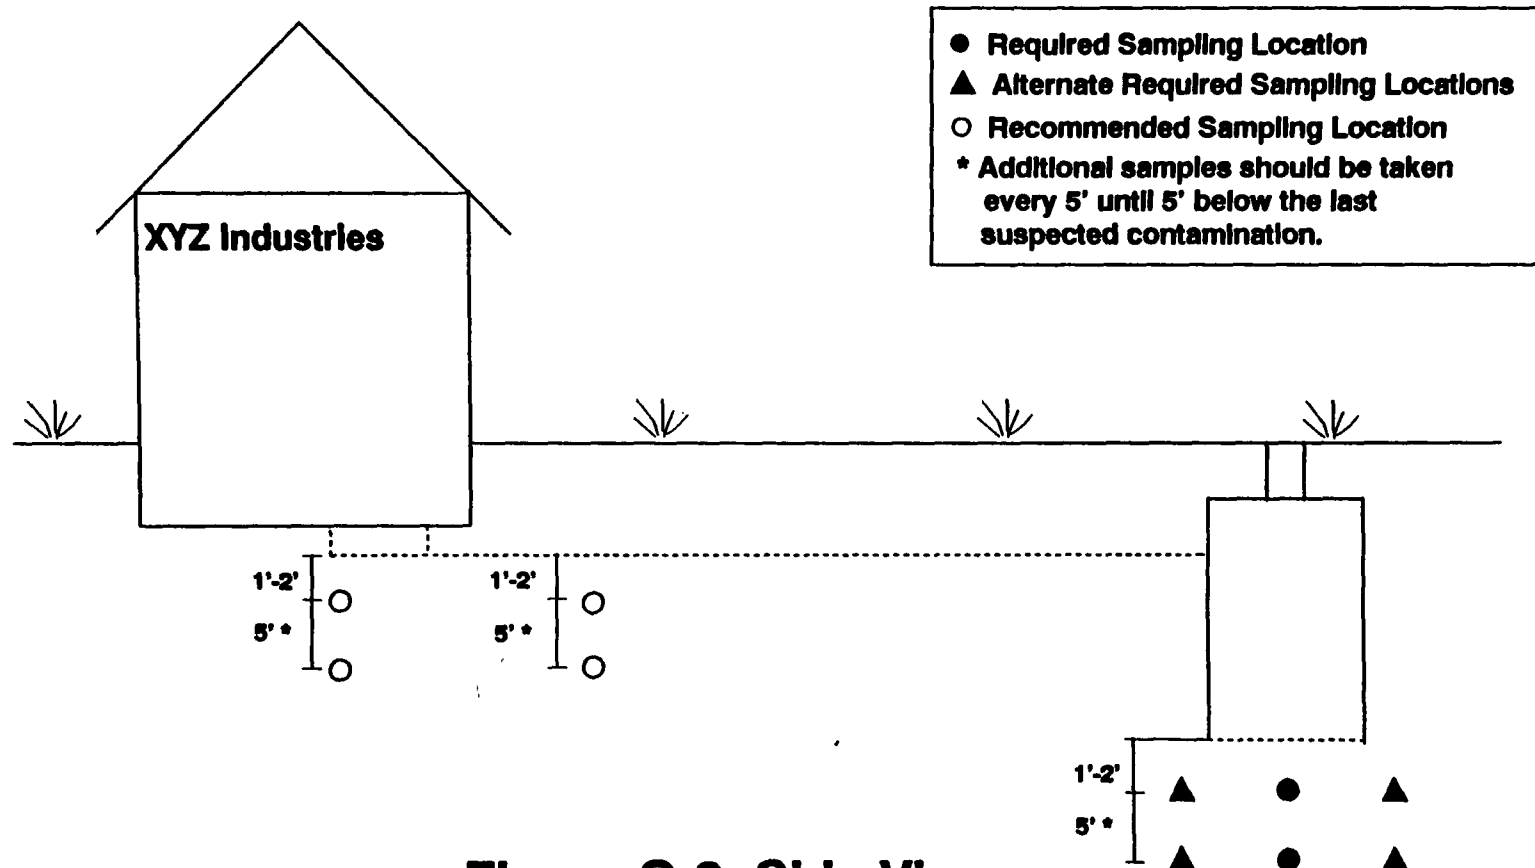 ● Required Sampling Location
▲ Alternate Required Sampling Locations
○ Recommended Sampling Location
* Additional samples should be taken
every 5' until 5' below the last
suspected contamination.
XYZ Industries
1'-2'
5' *
1'-2'
5' *
1'-2'
5' *